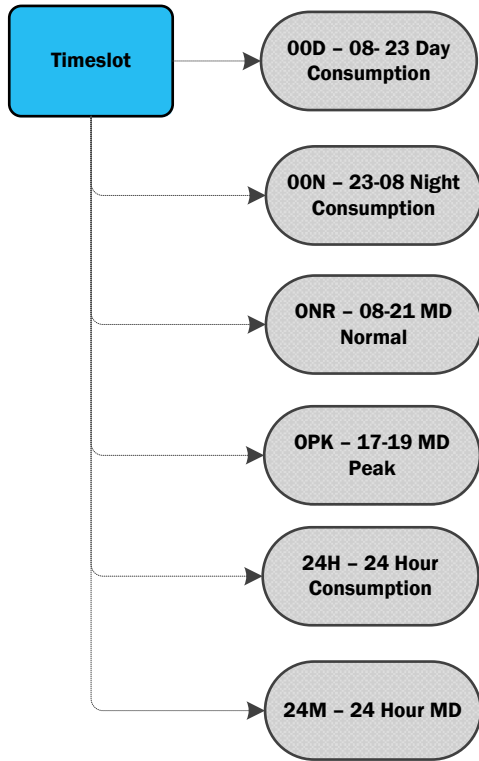 Timeslot
00D – 08- 23 Day
Consumption
00N – 23-08 Night
Consumption
0NR – 08-21 MD
Normal
0PK – 17-19 MD
Peak
24H – 24 Hour
Consumption
24M – 24 Hour MD